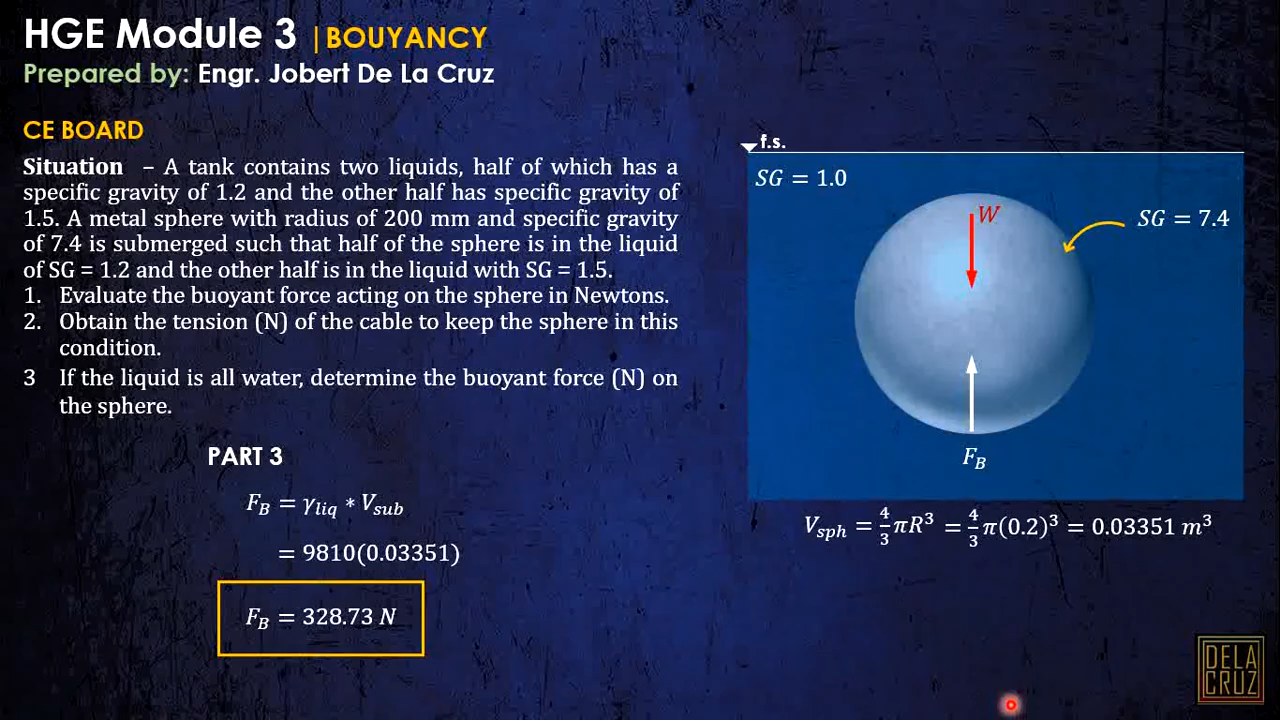 HGE Module 3 | BOUYANCY
Prepared by: Engr. Jobert De La Cruz
CE BOARD
Situation – A tank contains two liquids, half of which has a
specific gravity of 1.2 and the other half has specific gravity of
1.5. A metal sphere with radius of 200 mm and specific gravity
of 7.4 is submerged such that half of the sphere is in the liquid
of SG = 1.2 and the other half is in the liquid with SG = 1.5.
1. Evaluate the buoyant force acting on the sphere in Newtons.
2. Obtain the tension (N) of the cable to keep the sphere in this
condition.
3 If the liquid is all water, determine the buoyant force (N) on
the sphere.
PART 3
F_B = γ_liq * V_sub
= 9810(0.03351)
F_B = 328.73 N
f.s.
SG = 1.0
W
SG = 7.4
F_B
V_sph = 4/3 πR³ = 4/3 π(0.2)³ = 0.03351 m³
DELA
CRUZ